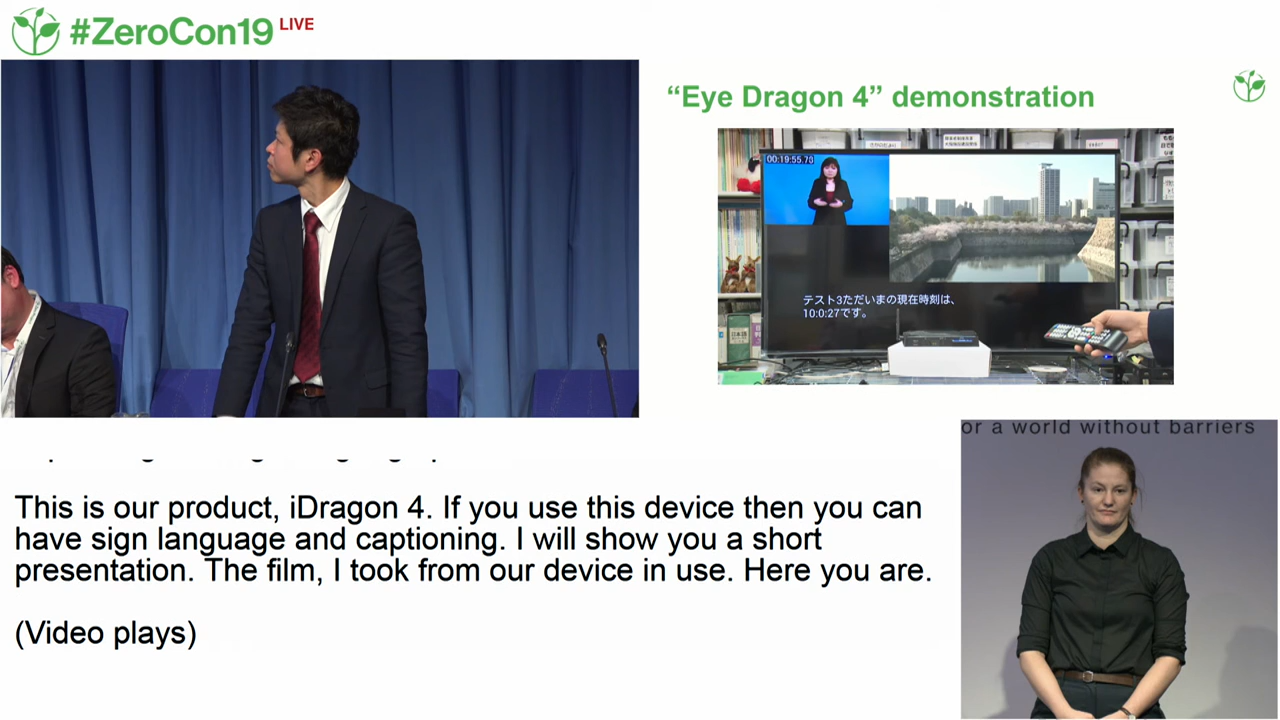 #ZeroCon19 LIVE
“Eye Dragon 4” demonstration
00:19:55.73
テスト3ただいまの現在時刻は、
10:0:27です。
or a world without barriers
This is our product, iDragon 4. If you use this device then you can
have sign language and captioning. I will show you a short
presentation. The film, I took from our device in use. Here you are.
(Video plays)